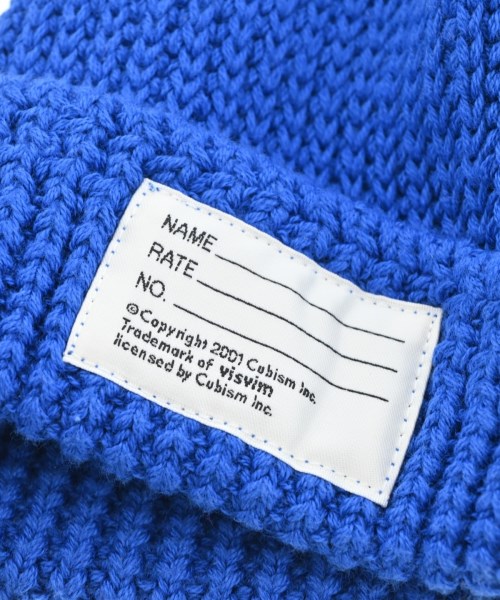 NAME
RATE
NO.
©Copyright 2001 Cubism Inc.
Trademark of visvim
licensed by Cubism Inc.